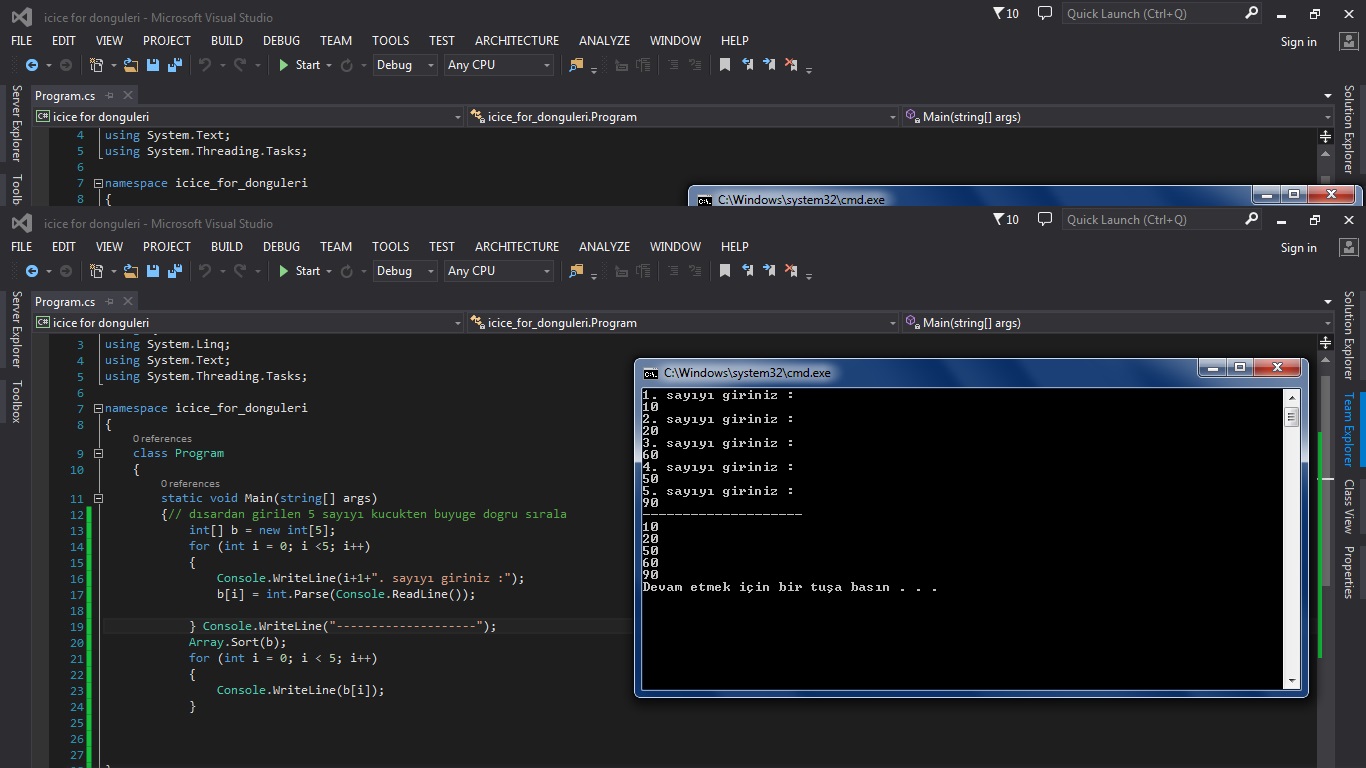 icice for donguleri - Microsoft Visual Studio 10 Quick Launch (Ctrl+Q)
FILE EDIT VIEW PROJECT BUILD DEBUG TEAM TOOLS TEST ARCHITECTURE ANALYZE WINDOW HELP Sign in
Start Debug Any CPU
Server Explorer
Toolb
Program.cs
Solution Explorer
icice for donguleri icice_for_donguleri.Program Main(string[] args)
4 using System.Text;
5 using System.Threading.Tasks;
6
7 namespace icice_for_donguleri
8 {
C:\Windows\system32\cmd.exe
icice for donguleri - Microsoft Visual Studio 10 Quick Launch (Ctrl+Q)
FILE EDIT VIEW PROJECT BUILD DEBUG TEAM TOOLS TEST ARCHITECTURE ANALYZE WINDOW HELP Sign in
Start Debug Any CPU
Server Explorer
Toolbox
Program.cs
icice for donguleri icice_for_donguleri.Program Main(string[] args)
3 using System.Linq;
4 using System.Text;
5 using System.Threading.Tasks;
6
7 namespace icice_for_donguleri
8 {
0 references
9 class Program
10 {
0 references
11 static void Main(string[] args)
12 {// dısardan girilen 5 sayıyı kucukten buyuge dogru sırala
13 int[] b = new int[5];
14 for (int i = 0; i <5; i++)
15 {
16 Console.WriteLine(i+1+". sayıyı giriniz :");
17 b[i] = int.Parse(Console.ReadLine());
18
19 } Console.WriteLine("--------------------");
20 Array.Sort(b);
21 for (int i = 0; i < 5; i++)
22 {
23 Console.WriteLine(b[i]);
24 }
25
26
27
C:\Windows\system32\cmd.exe
1. sayıyı giriniz :
10
2. sayıyı giriniz :
20
3. sayıyı giriniz :
60
4. sayıyı giriniz :
50
5. sayıyı giriniz :
90
--------------------
10
20
50
60
90
Devam etmek için bir tuşa basın . . .
Solution Explorer
Team Explorer
Class View
Properties